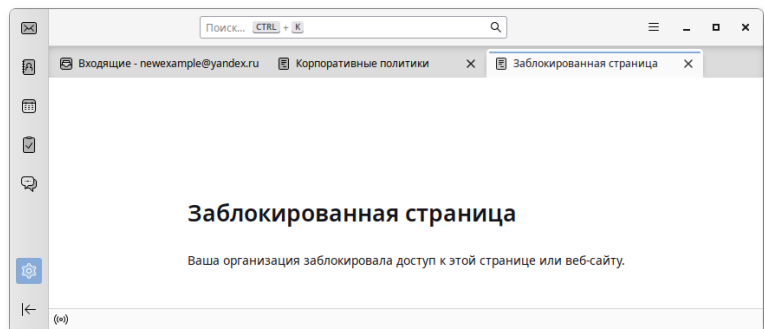 Поиск... CTRL + K
Входящие - newexample@yandex.ru Корпоративные политики Заблокированная страница
Заблокированная страница
Ваша организация заблокировала доступ к этой странице или веб-сайту.